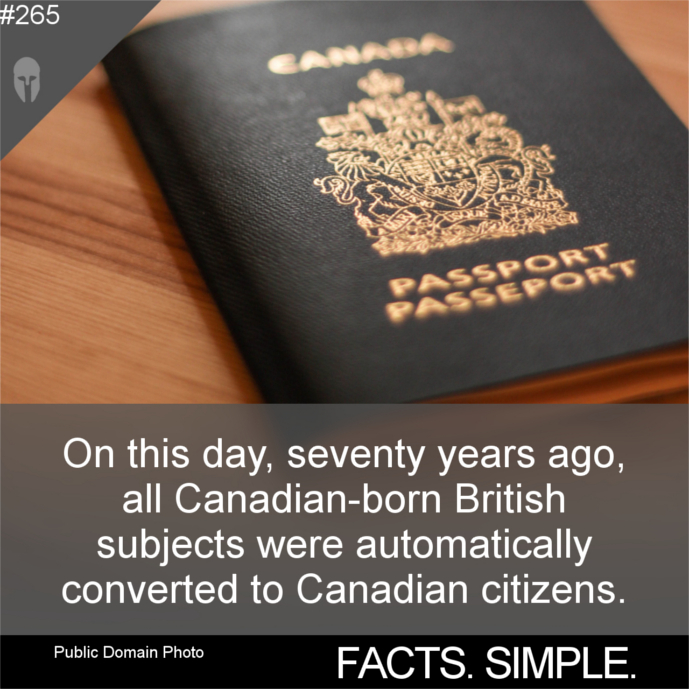 #265
CANADA
PASSPORT
PASSEPORT
On this day, seventy years ago,
all Canadian-born British
subjects were automatically
converted to Canadian citizens.
Public Domain Photo
FACTS. SIMPLE.